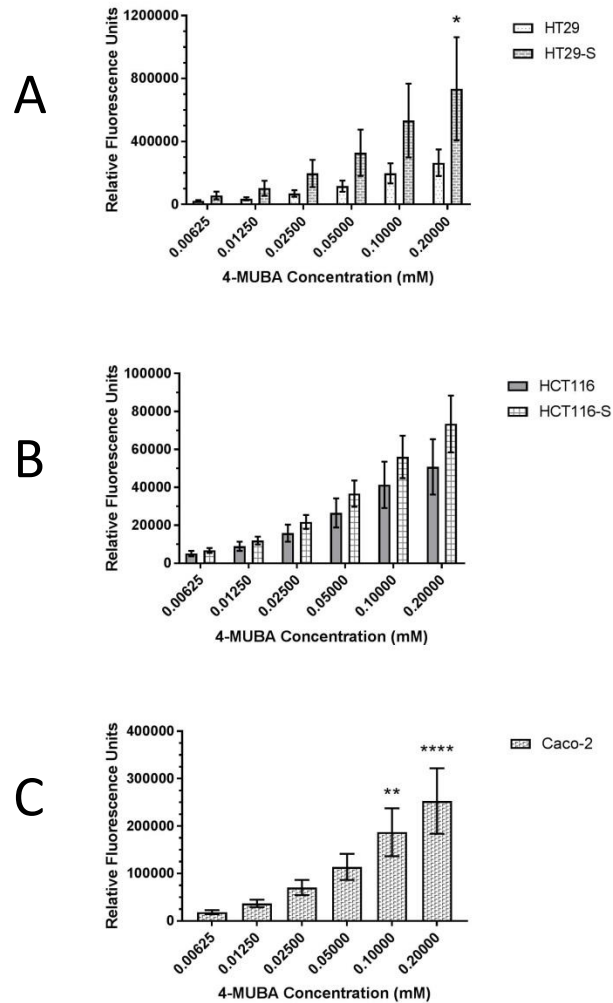 A
Relative Fluorescence Units
1200000
800000
400000
0
*
HT29
HT29-S
0.00625
0.01250
0.02500
0.05000
0.10000
0.20000
4-MUBA Concentration (mM)
B
Relative Fluorescence Units
100000
80000
60000
40000
20000
0
HCT116
HCT116-S
0.00625
0.01250
0.02500
0.05000
0.10000
0.20000
4-MUBA Concentration (mM)
C
Relative Fluorescence Units
400000
300000
200000
100000
0
**
****
Caco-2
0.00625
0.01250
0.02500
0.05000
0.10000
0.20000
4-MUBA Concentration (mM)